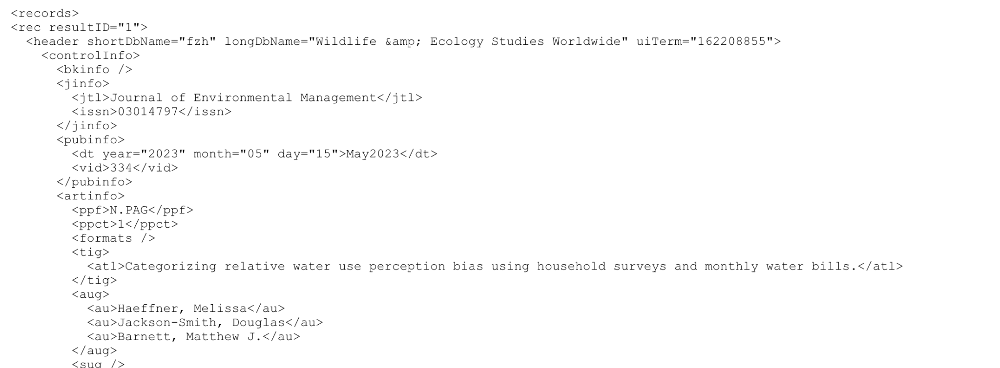 <records>
<rec resultID="1">
<header shortDbName="fzh" longDbName="Wildlife &amp; Ecology Studies Worldwide" uiTerm="162208855">
<controlInfo>
<bkinfo />
<jinfo>
<jtl>Journal of Environmental Management</jtl>
<issn>03014797</issn>
</jinfo>
<pubinfo>
<dt year="2023" month="05" day="15">May2023</dt>
<vid>334</vid>
</pubinfo>
<artinfo>
<ppf>N.PAG</ppf>
<ppct>1</ppct>
<formats />
<tig>
<atl>Categorizing relative water use perception bias using household surveys and monthly water bills.</atl>
</tig>
<aug>
<au>Haeffner, Melissa</au>
<au>Jackson-Smith, Douglas</au>
<au>Barnett, Matthew J.</au>
</aug>
<sug />